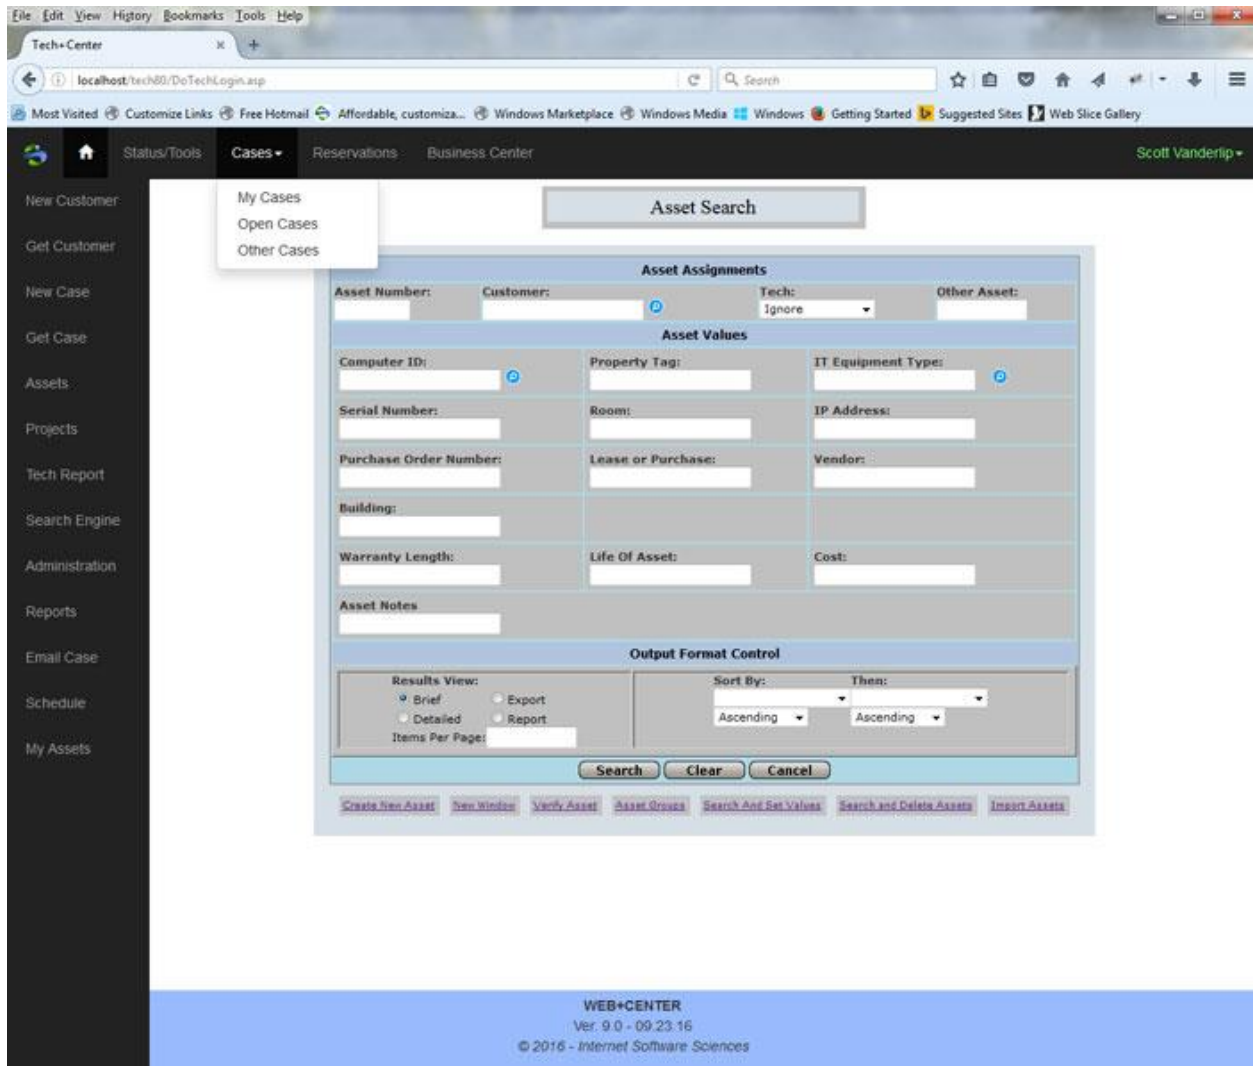 File Edit View History Bookmarks Tools Help
Tech+Center × +
localhost/tech80/DoTechLogin.asp Search
Most Visited Customize Links Free Hotmail Affordable, customiza... Windows Marketplace Windows Media Windows Getting Started Suggested Sites Web Slice Gallery
Status/Tools Cases Reservations Business Center Scott Vanderlip
My Cases
Open Cases
Other Cases
New Customer
Get Customer
New Case
Get Case
Assets
Projects
Tech Report
Search Engine
Administration
Reports
Email Case
Schedule
My Assets
Asset Search
Asset Assignments
Asset Number: Customer: Tech: Other Asset:
Ignore
Asset Values
Computer ID: Property Tag: IT Equipment Type:
Serial Number: Room: IP Address:
Purchase Order Number: Lease or Purchase: Vendor:
Building:
Warranty Length: Life Of Asset: Cost:
Asset Notes
Output Format Control
Results View: Sort By: Then:
Brief Export
Detailed Report Ascending Ascending
Items Per Page:
Search Clear Cancel
Create New Asset New Window Verify Asset Asset Groups Search And Set Values Search and Delete Assets Import Assets
WEB+CENTER
Ver. 9.0 - 09.23.16
© 2016 - Internet Software Sciences